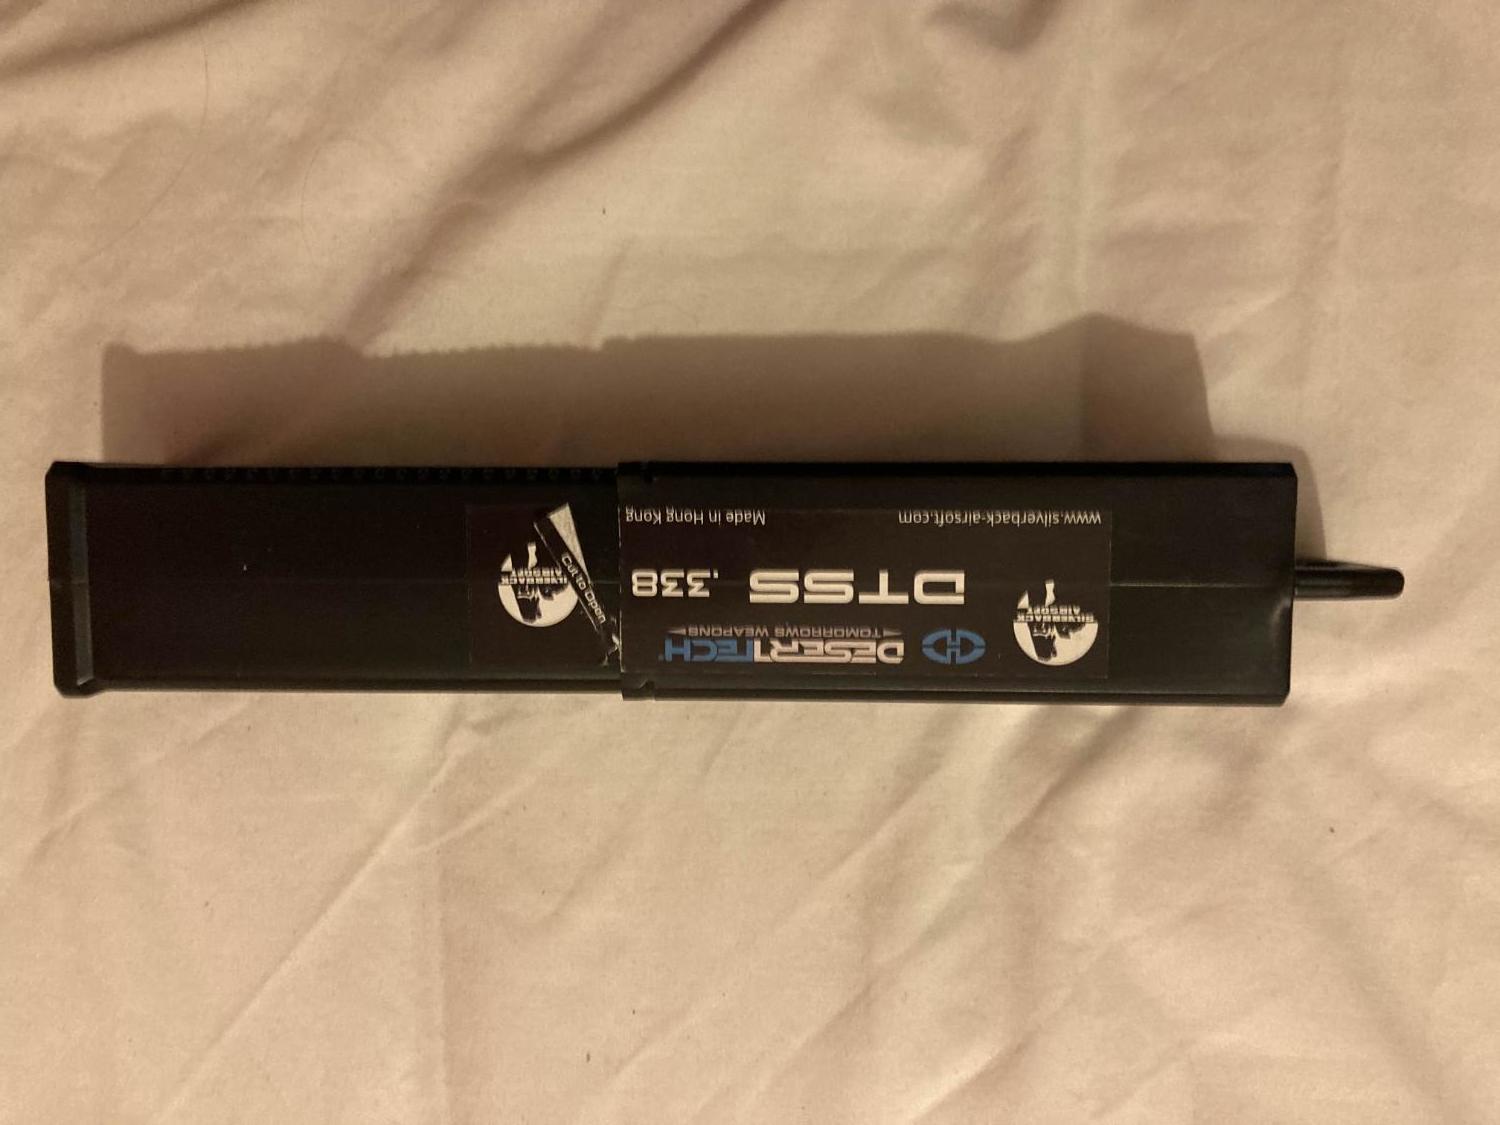 SILVERBACK
AIRSOFT
DESERTTECH
TOMORROWS WEAPONS
DTSS .338
www.silverback-airsoft.com
Made in Hong Kong
Cut to Open
SILVERBACK
AIRSOFT